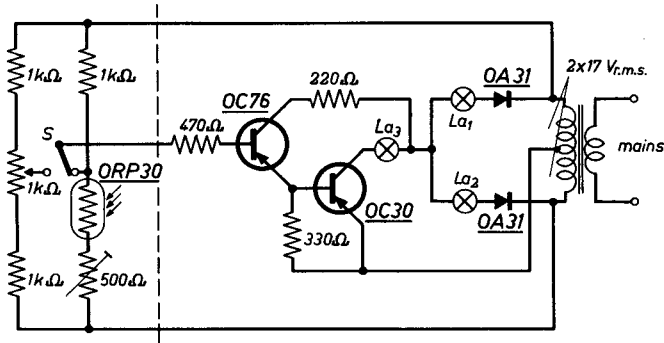 1kΩ
1kΩ
S
1kΩ
ORP30
1kΩ
500Ω
470Ω
OC76
220Ω
La3
OC30
330Ω
La1
OA31
La2
OA31
2x17 Vr.m.s.
mains